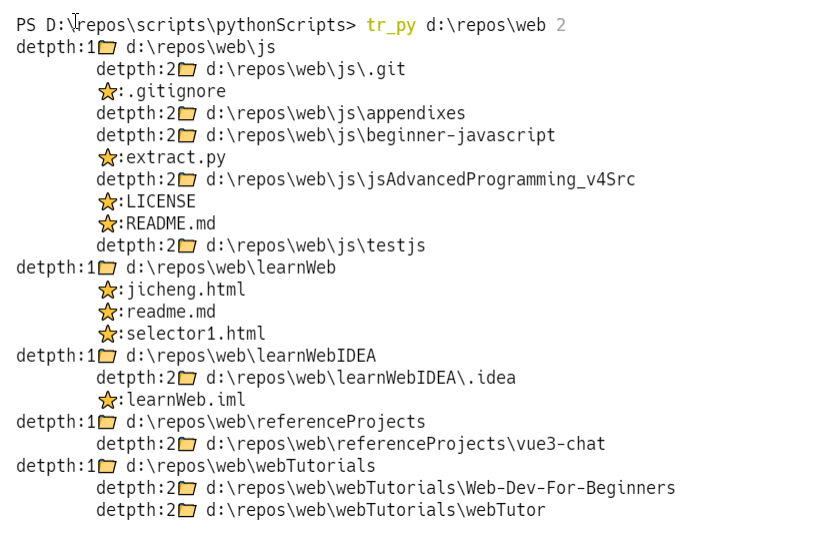 PS D:\repos\scripts\pythonScripts> tr_py d:\repos\web 2
detpth:1📁 d:\repos\web\js
        detpth:2📁 d:\repos\web\js\.git
        ⭐:.gitignore
        detpth:2📁 d:\repos\web\js\appendixes
        detpth:2📁 d:\repos\web\js\beginner-javascript
        ⭐:extract.py
        detpth:2📁 d:\repos\web\js\jsAdvancedProgramming_v4Src
        ⭐:LICENSE
        ⭐:README.md
        detpth:2📁 d:\repos\web\js\testjs
detpth:1📁 d:\repos\web\learnWeb
        ⭐:jicheng.html
        ⭐:readme.md
        ⭐:selector1.html
detpth:1📁 d:\repos\web\learnWebIDEA
        detpth:2📁 d:\repos\web\learnWebIDEA\.idea
        ⭐:learnWeb.iml
detpth:1📁 d:\repos\web\referenceProjects
        detpth:2📁 d:\repos\web\referenceProjects\vue3-chat
detpth:1📁 d:\repos\web\webTutorials
        detpth:2📁 d:\repos\web\webTutorials\Web-Dev-For-Beginners
        detpth:2📁 d:\repos\web\webTutorials\webTutor